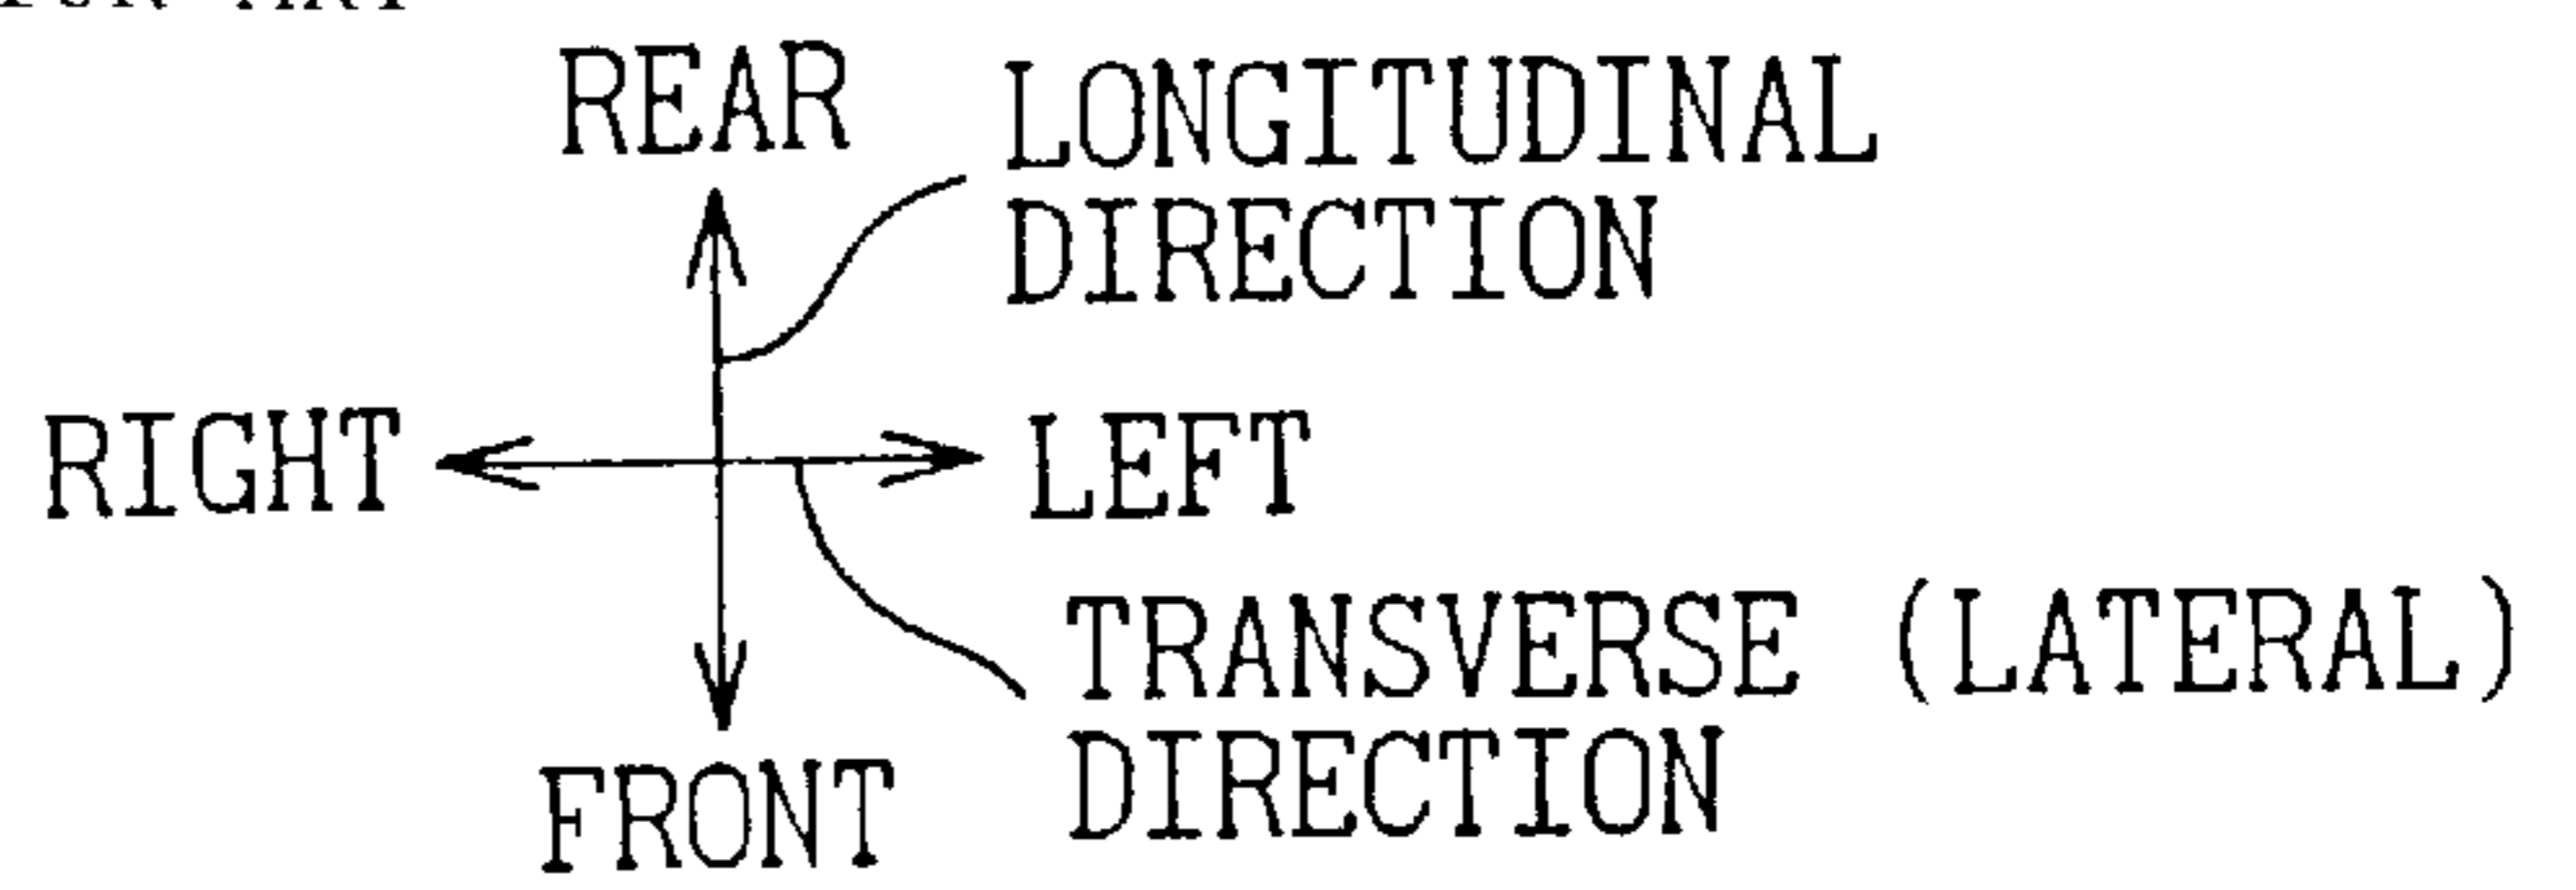 REAR
LONGITUDINAL
DIRECTION
RIGHT
LEFT
TRANSVERSE (LATERAL)
DIRECTION
FRONT